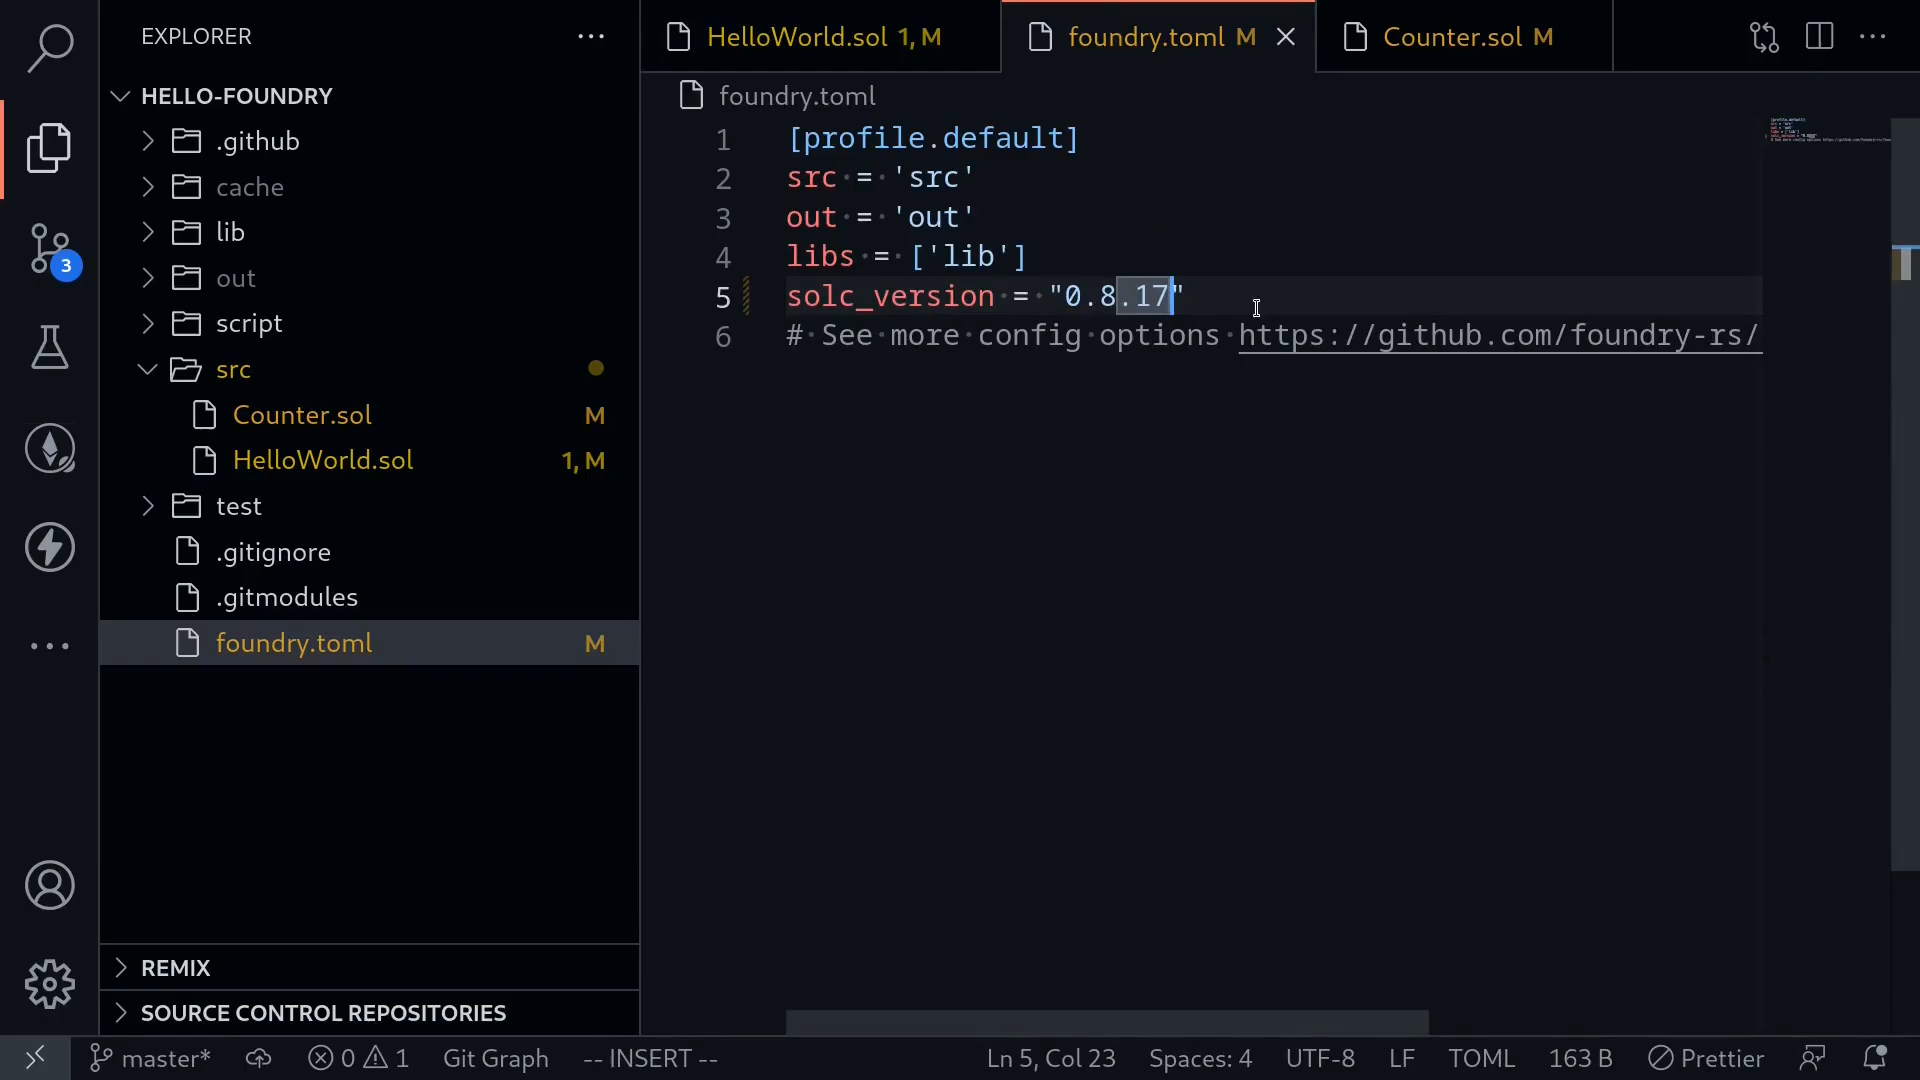 EXPLORER
HELLO-FOUNDRY
.github
cache
lib
out
script
src
Counter.sol M
HelloWorld.sol 1, M
test
.gitignore
.gitmodules
foundry.toml M
REMIX
SOURCE CONTROL REPOSITORIES
3
HelloWorld.sol 1, M
foundry.toml M
Counter.sol M
foundry.toml
1 [profile.default]
2 src = 'src'
3 out = 'out'
4 libs = ['lib']
5 solc_version = "0.8.17"
6 # See more config options https://github.com/foundry-rs/
master* 0 1 Git Graph -- INSERT -- Ln 5, Col 23 Spaces: 4 UTF-8 LF TOML 163 B Prettier